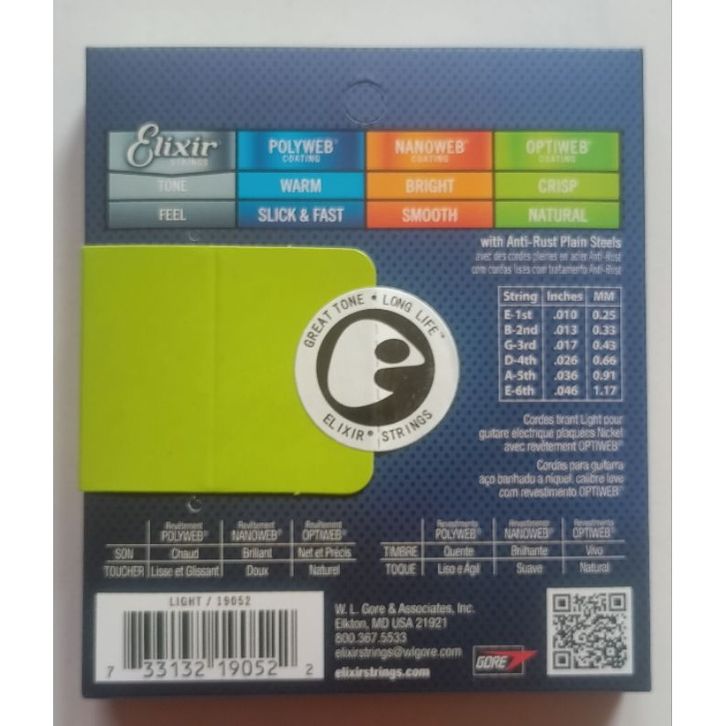 Elixir STRINGS POLYWEB® COATING NANOWEB® COATING OPTIWEB® COATING
TONE WARM BRIGHT CRISP
FEEL SLICK & FAST SMOOTH NATURAL
with Anti-Rust Plain Steels
avec des cordes pleines en acier Anti-Rust
com cordas lisas com tratamento Anti-Rust
String Inches MM
E-1st .010 0.25
B-2nd .013 0.33
G-3rd .017 0.43
D-4th .026 0.66
A-5th .036 0.91
E-6th .046 1.17
GREAT TONE • LONG LIFE™
ELIXIR® STRINGS
Cordes tirant Light pour
guitare électrique plaquées Nickel
avec revêtement OPTIWEB®
Cordas para guitarra
aço banhado a níquel, calibre leve
com revestimento OPTIWEB®
Revêtement POLYWEB® Revêtement NANOWEB® Revêtement OPTIWEB®
SON Chaud Brillant Net et Précis
TOUCHER Lisse et Glissant Doux Naturel
Revestimento POLYWEB® Revestimento NANOWEB® Revestimento OPTIWEB®
TIMBRE Quente Brilhante Vivo
TOQUE Liso e Ágil Suave Natural
LIGHT / 19052
7 33132 19052 2
W. L. Gore & Associates, Inc.
Elkton, MD USA 21921
800.367.5533
elixirstrings@wlgore.com
elixirstrings.com
GORE